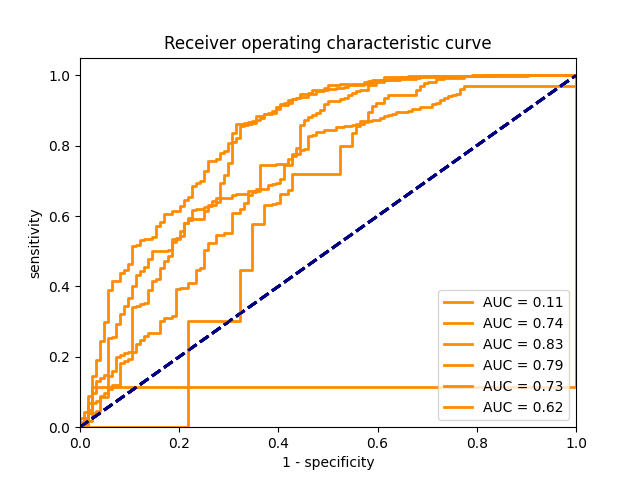 Receiver operating characteristic curve
sensitivity
1.0
0.8
0.6
0.4
0.2
0.0
0.0 0.2 0.4 0.6 0.8 1.0
1 - specificity
AUC = 0.11
AUC = 0.74
AUC = 0.83
AUC = 0.79
AUC = 0.73
AUC = 0.62